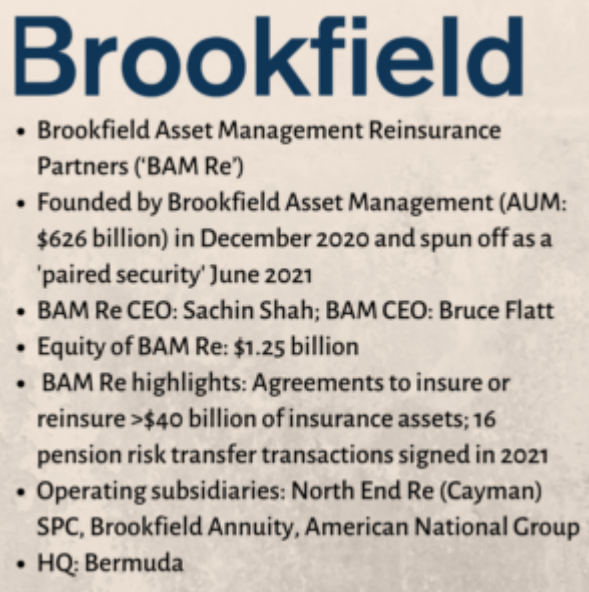 Brookfield
• Brookfield Asset Management Reinsurance
Partners (‘BAM Re’)
• Founded by Brookfield Asset Management (AUM:
$626 billion) in December 2020 and spun off as a
'paired security' June 2021
• BAM Re CEO: Sachin Shah; BAM CEO: Bruce Flatt
• Equity of BAM Re: $1.25 billion
• BAM Re highlights: Agreements to insure or
reinsure >$40 billion of insurance assets; 16
pension risk transfer transactions signed in 2021
• Operating subsidiaries: North End Re (Cayman)
SPC, Brookfield Annuity, American National Group
• HQ: Bermuda